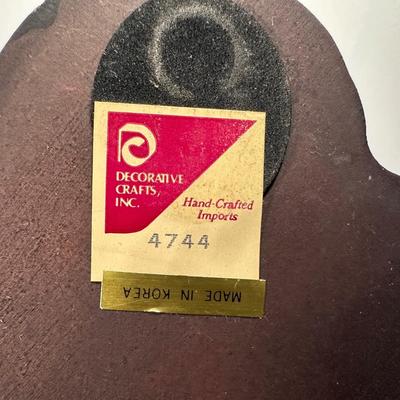 DECORATIVE
CRAFTS,
INC.
Hand-Crafted
Imports
4744
MADE IN KOREA